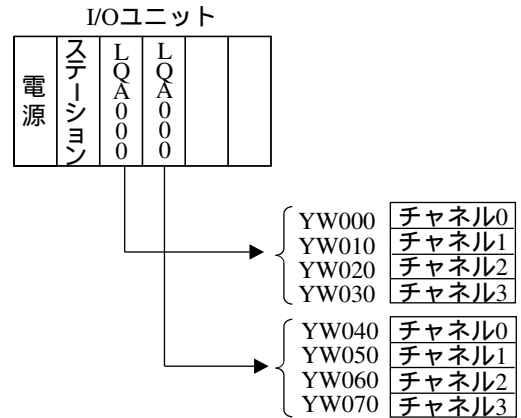 I/Oユニット
電源
ステーション
LQA000
LQA000
YW000 チャネル0
YW010 チャネル1
YW020 チャネル2
YW030 チャネル3
YW040 チャネル0
YW050 チャネル1
YW060 チャネル2
YW070 チャネル3